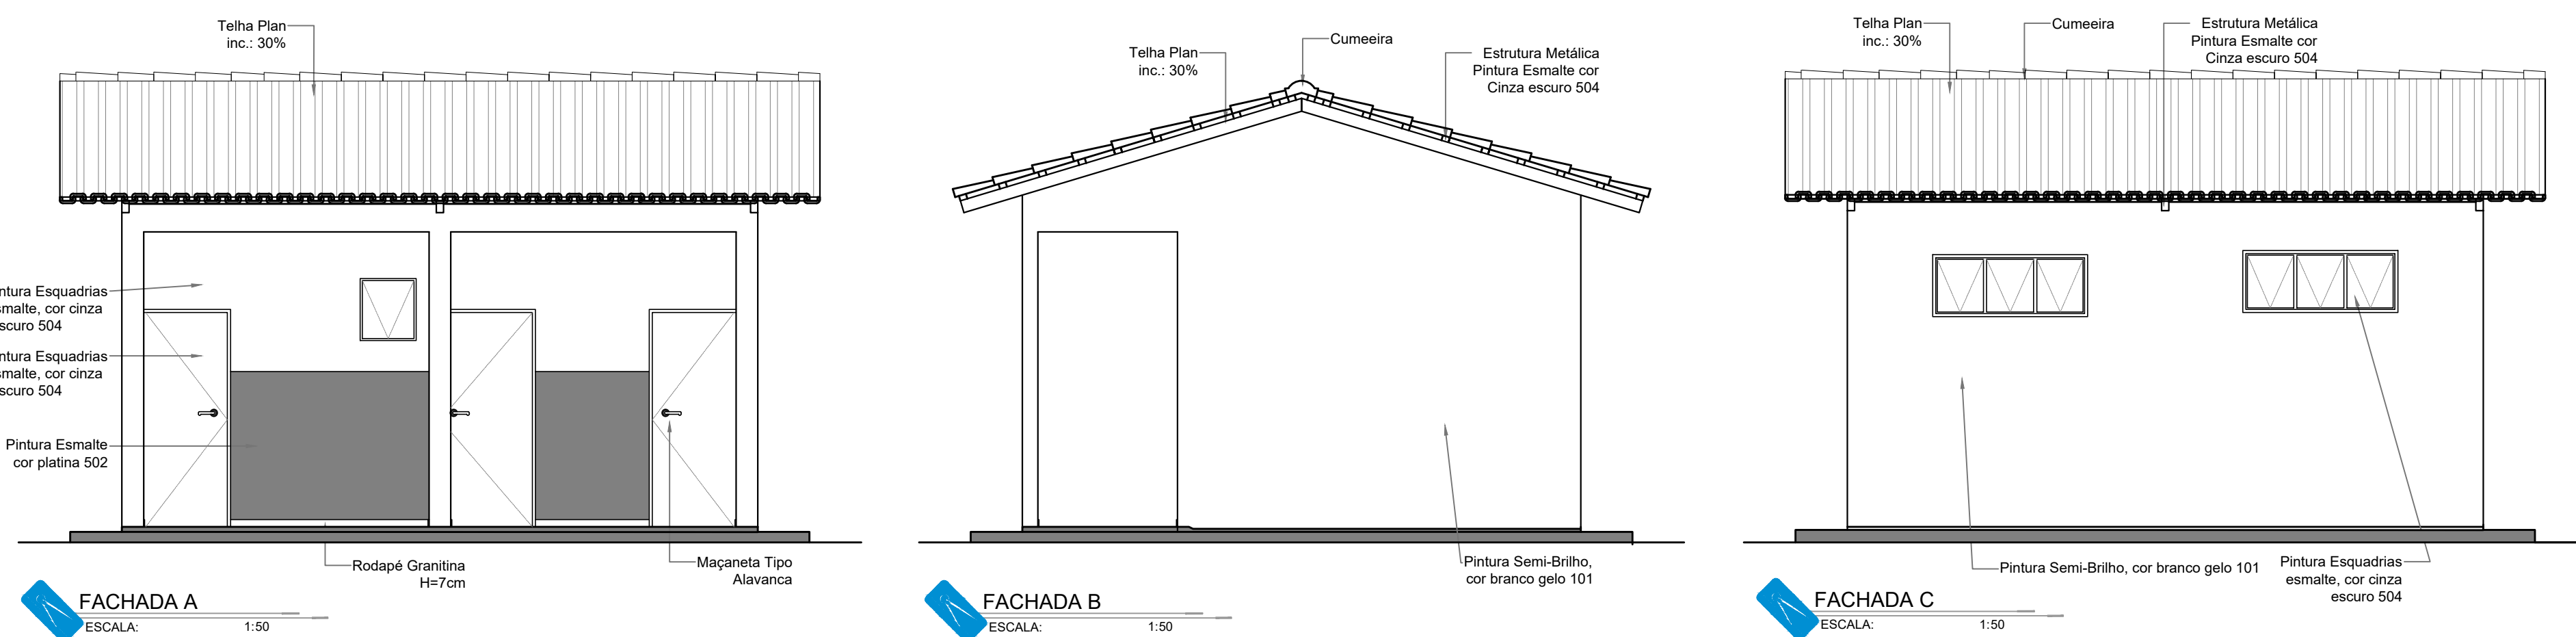 Telha Plan
inc.: 30%
ntura Esquadrias
smalte, cor cinza
scuro 504
ntura Esquadrias
smalte, cor cinza
scuro 504
Pintura Esmalte
cor platina 502
Rodapé Granitina
H=7cm
Maçaneta Tipo
Alavanca
FACHADA A
ESCALA: 1:50
Telha Plan
inc.: 30%
Cumeeira
Estrutura Metálica
Pintura Esmalte cor
Cinza escuro 504
Pintura Semi-Brilho,
cor branco gelo 101
FACHADA B
ESCALA: 1:50
Telha Plan
inc.: 30%
Cumeeira
Estrutura Metálica
Pintura Esmalte cor
Cinza escuro 504
Pintura Semi-Brilho, cor branco gelo 101
Pintura Esquadrias
esmalte, cor cinza
escuro 504
FACHADA C
ESCALA: 1:50